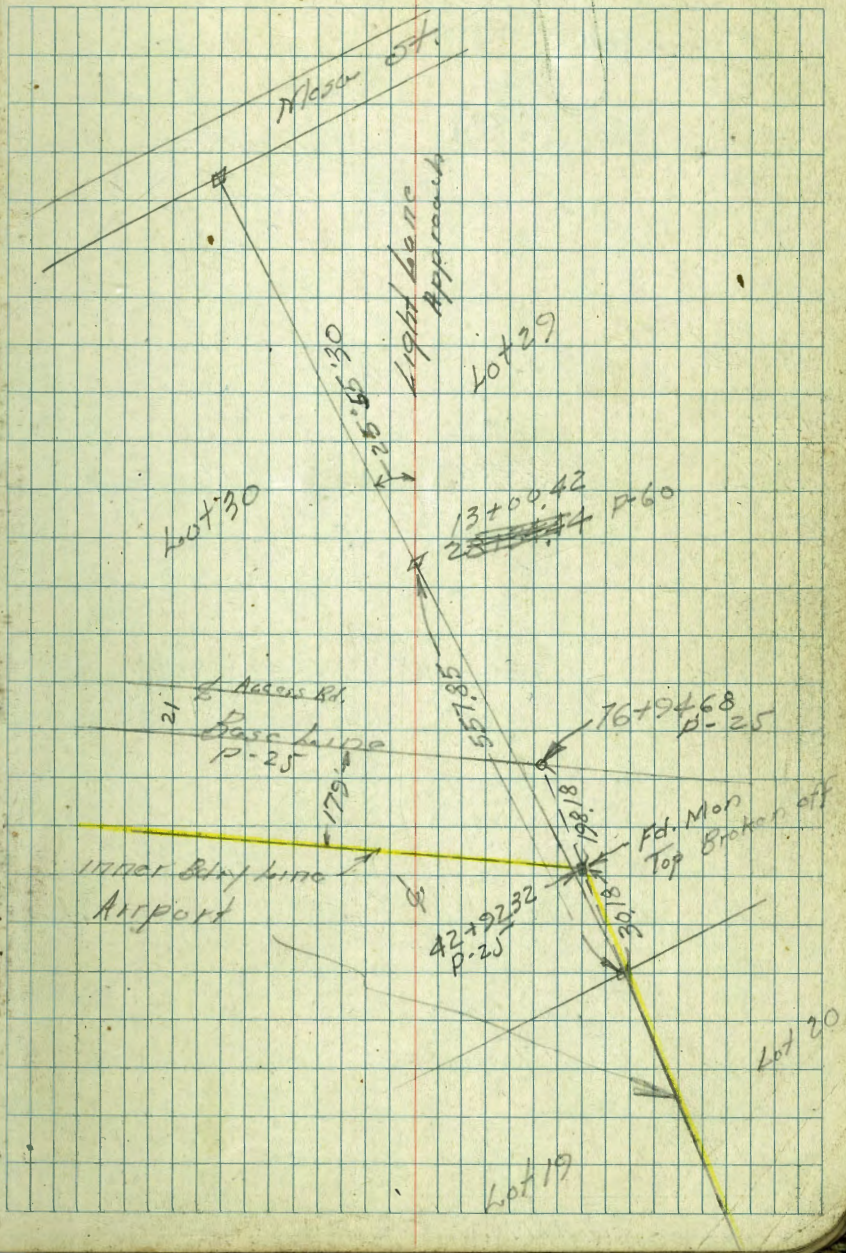 Mesa St.
Light Lane
Approach
25°55'30
Lot 29
Lot 30
13+00.42
P-60
557.85
℄ Access Rd.
21
Base Line
P-25
76+94.68
P-25
179'
198.18
Fd. Mon
Top Broken off
Inner Bdry Line
Airport
℄
42+92.32
P-25
30.18
Lot 20
Lot 19